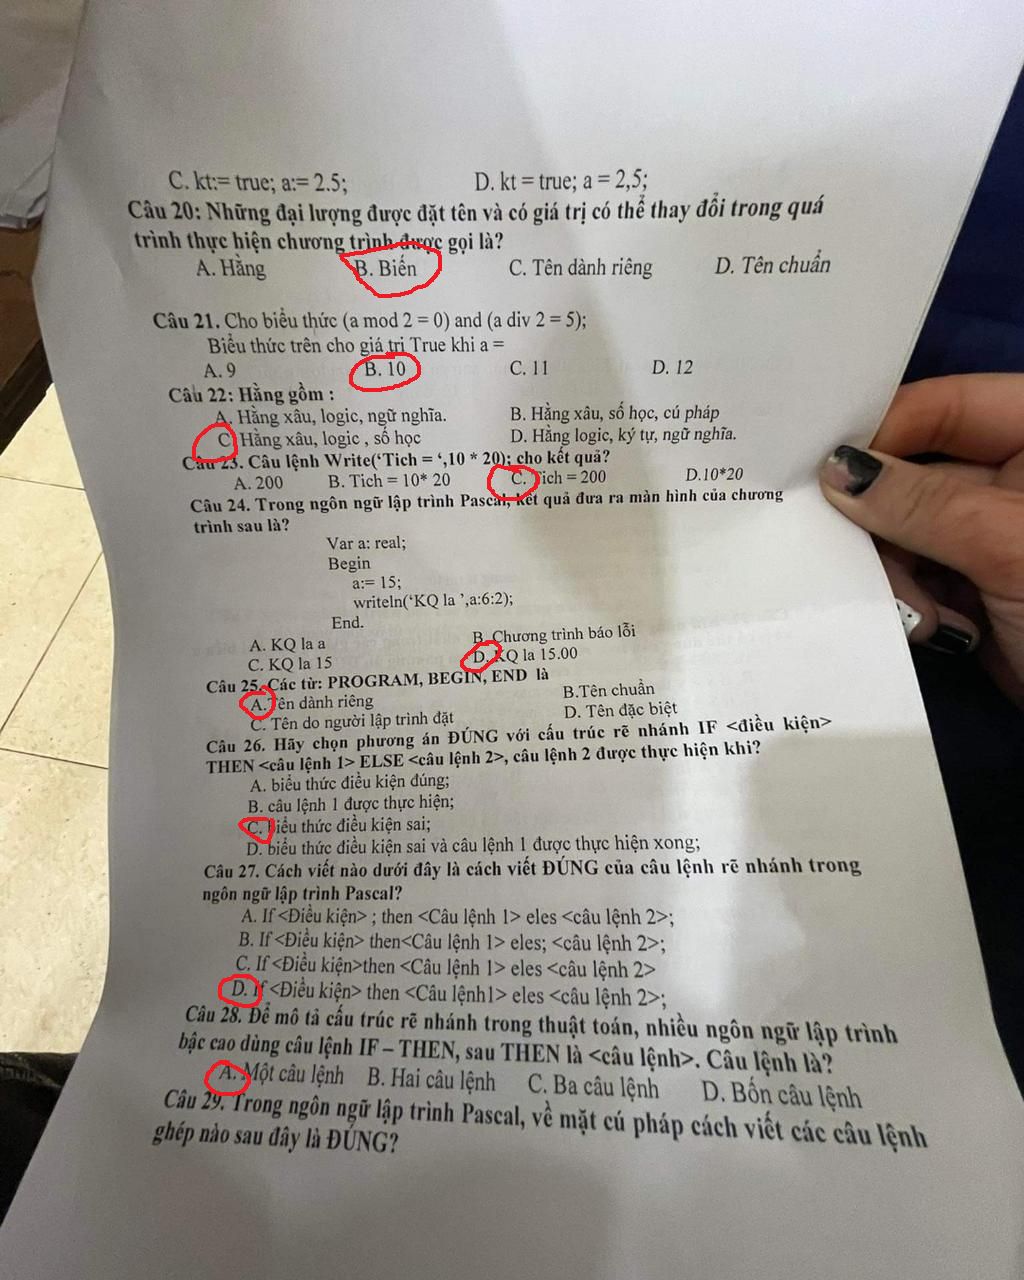 C. kt:= true; a:= 2.5; D. kt = true; a = 2,5;
Câu 20: Những đại lượng được đặt tên và có giá trị có thể thay đổi trong quá
trình thực hiện chương trình được gọi là?
A. Hằng B. Biến C. Tên dành riêng D. Tên chuẩn
Câu 21. Cho biểu thức (a mod 2 = 0) and (a div 2 = 5);
Biểu thức trên cho giá trị True khi a =
A. 9 B. 10 C. 11 D. 12
Câu 22: Hằng gồm :
A. Hằng xâu, logic, ngữ nghĩa. B. Hằng xâu, số học, cú pháp
C. Hằng xâu, logic , số học D. Hằng logic, ký tự, ngữ nghĩa.
Câu 23. Câu lệnh Write(‘Tich = ‘,10 * 20); cho kết quả?
A. 200 B. Tich = 10* 20 C. Tich = 200 D.10*20
Câu 24. Trong ngôn ngữ lập trình Pascal, kết quả đưa ra màn hình của chương
trình sau là?
Var a: real;
Begin
a:= 15;
writeln(‘KQ la ’,a:6:2);
End.
A. KQ la a B. Chương trình báo lỗi
C. KQ la 15 D. KQ la 15.00
Câu 25. Các từ: PROGRAM, BEGIN, END là
A.Tên dành riêng B.Tên chuẩn
C. Tên do người lập trình đặt D. Tên đặc biệt
Câu 26. Hãy chọn phương án ĐÚNG với cấu trúc rẽ nhánh IF <điều kiện>
THEN <câu lệnh 1> ELSE <câu lệnh 2>, câu lệnh 2 được thực hiện khi?
A. biểu thức điều kiện đúng;
B. câu lệnh 1 được thực hiện;
C. biểu thức điều kiện sai;
D. biểu thức điều kiện sai và câu lệnh 1 được thực hiện xong;
Câu 27. Cách viết nào dưới đây là cách viết ĐÚNG của câu lệnh rẽ nhánh trong
ngôn ngữ lập trình Pascal?
A. If <Điều kiện> ; then <Câu lệnh 1> eles <câu lệnh 2>;
B. If <Điều kiện> then<Câu lệnh 1> eles; <câu lệnh 2>;
C. If <Điều kiện>then <Câu lệnh 1> eles <câu lệnh 2>
D. If <Điều kiện> then <Câu lệnh1> eles <câu lệnh 2>;
Câu 28. Để mô tả cấu trúc rẽ nhánh trong thuật toán, nhiều ngôn ngữ lập trình
bậc cao dùng câu lệnh IF – THEN, sau THEN là <câu lệnh>. Câu lệnh là?
A. Một câu lệnh B. Hai câu lệnh C. Ba câu lệnh D. Bốn câu lệnh
Câu 29. Trong ngôn ngữ lập trình Pascal, về mặt cú pháp cách viết các câu lệnh
ghép nào sau đây là ĐÚNG?